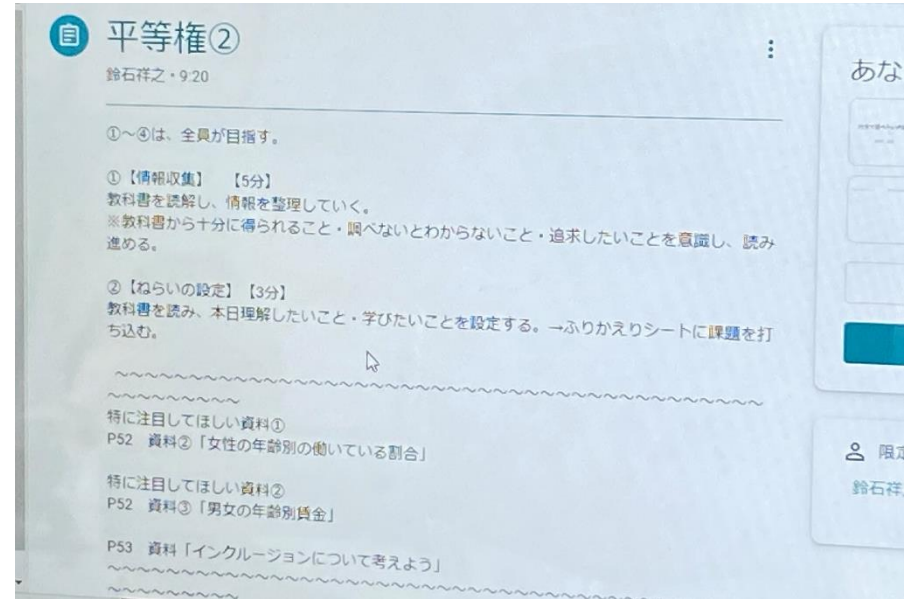 平等権②
鈴石祥之・9:20
①～④は、全員が目指す。
①【情報収集】　【5分】
教科書を読解し、情報を整理していく。
※教科書から十分に得られること・調べないとわからないこと・追求したいことを意識し、読み
進める。
②【ねらいの設定】【3分】
教科書を読み、本日理解したいこと・学びたいことを設定する。→ふりかえりシートに課題を打
ち込む。
～～～～～～～～～～～～～～～～～～～～～～～～～～～～～～～～～～～～～～～～～～～
～～～～～～～～～
特に注目してほしい資料①
P52　資料②「女性の年齢別の働いている割合」
特に注目してほしい資料②
P52　資料③「男女の年齢別賃金」
P53　資料「インクルージョンについて考えよう」
～～～～～～～～～～～～～～～～～～～～～～～～～～～～～～～～～～～～～
～～～～～～～～～
あな
限定
鈴石祥